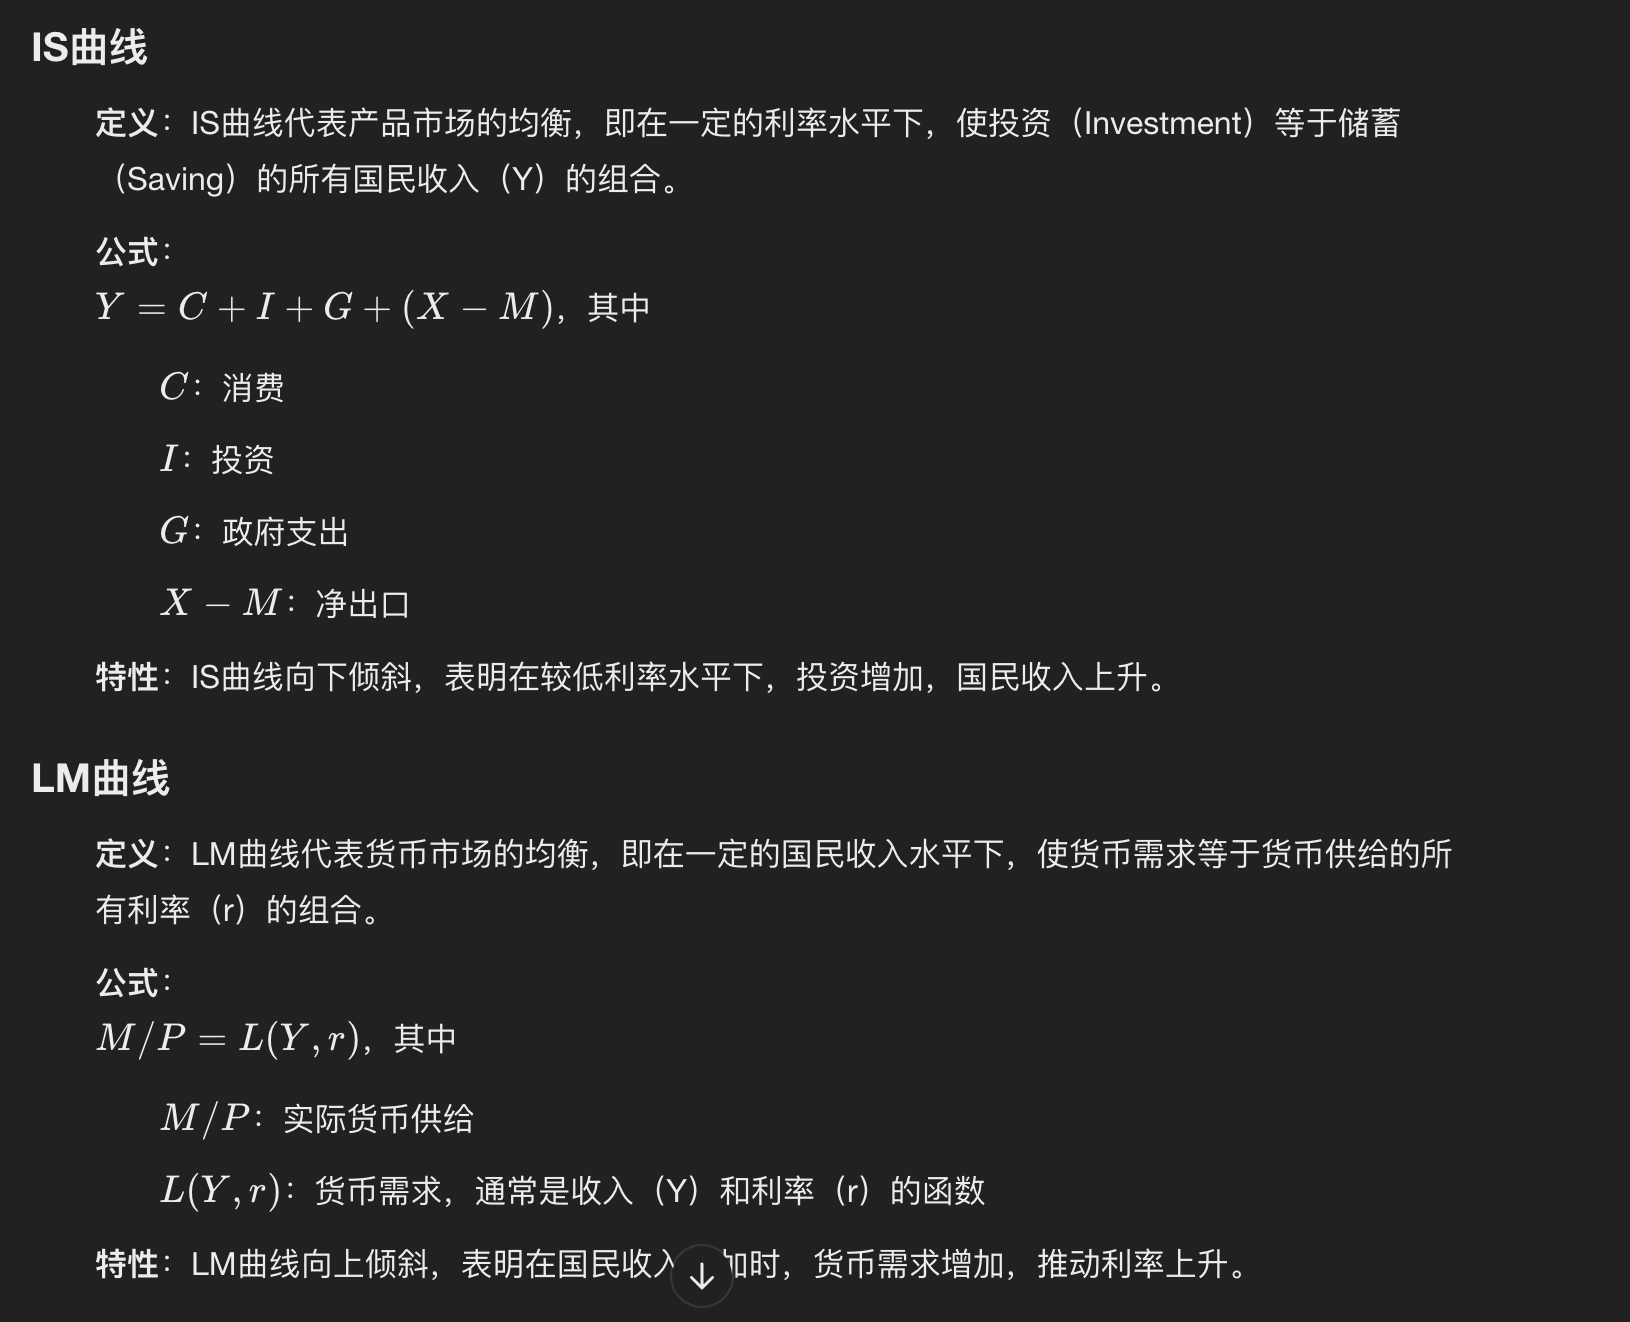 IS曲线
定义：IS曲线代表产品市场的均衡，即在一定的利率水平下，使投资（Investment）等于储蓄
（Saving）的所有国民收入（Y）的组合。
公式：
Y = C + I + G + (X − M)，其中
C：消费
I：投资
G：政府支出
X − M：净出口
特性：IS曲线向下倾斜，表明在较低利率水平下，投资增加，国民收入上升。
LM曲线
定义：LM曲线代表货币市场的均衡，即在一定的国民收入水平下，使货币需求等于货币供给的所
有利率（r）的组合。
公式：
M/P = L(Y, r)，其中
M/P：实际货币供给
L(Y, r)：货币需求，通常是收入（Y）和利率（r）的函数
特性：LM曲线向上倾斜，表明在国民收入 加时，货币需求增加，推动利率上升。